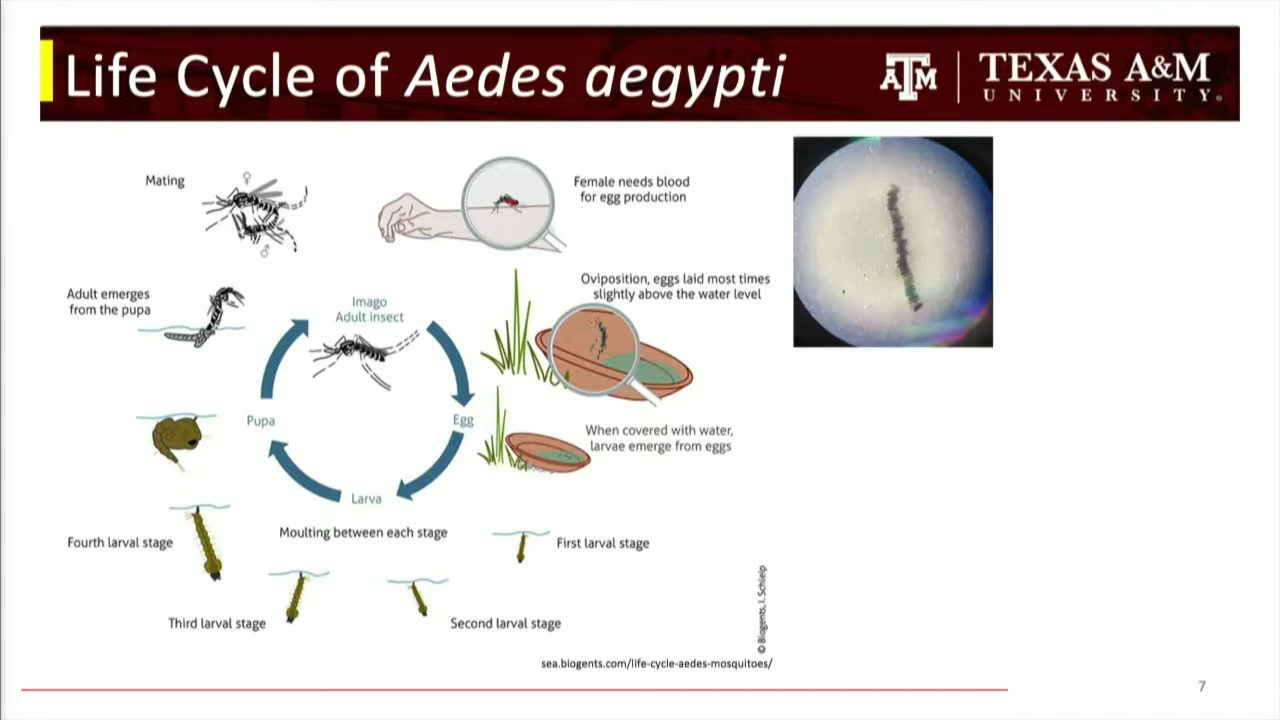 Life Cycle of Aedes aegypti
ATM
TEXAS A&M
UNIVERSITY®
Mating
♀
♂
Female needs blood
for egg production
Oviposition, eggs laid most times
slightly above the water level
Adult emerges
from the pupa
Imago
Adult insect
Pupa
Egg
When covered with water,
larvae emerge from eggs
Larva
Moulting between each stage
Fourth larval stage
First larval stage
Third larval stage
Second larval stage
© Biogents, I. Schleip
sea.biogents.com/life-cycle-aedes-mosquitoes/
7